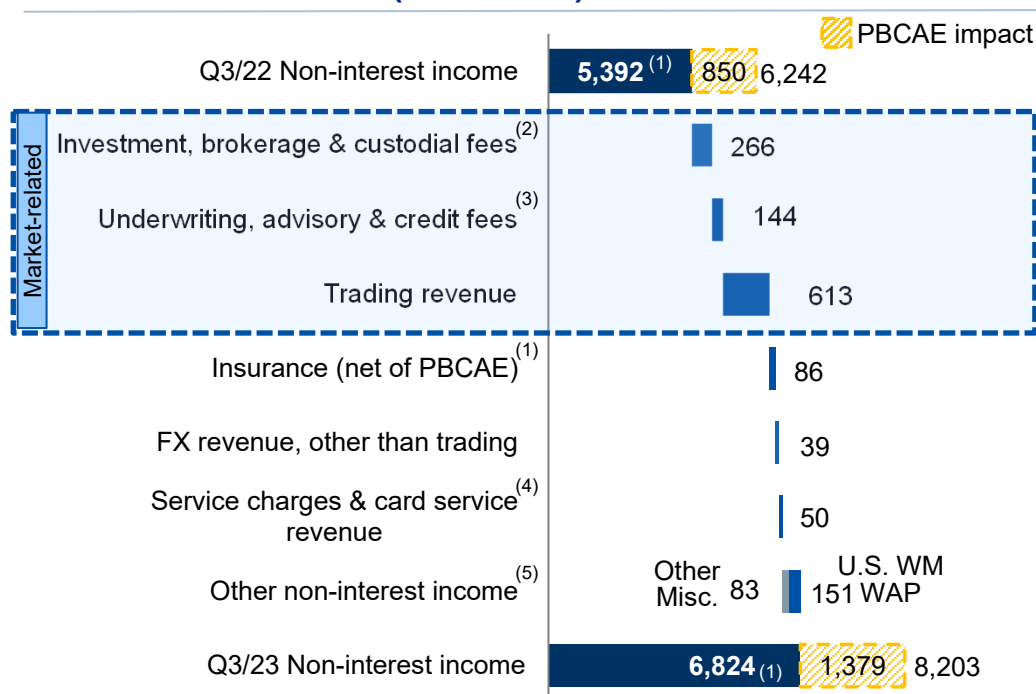 PBCAE impact
Q3/22 Non-interest income 5,392 (1) 850 6,242
Market-related
Investment, brokerage & custodial fees(2) 266
Underwriting, advisory & credit fees(3) 144
Trading revenue 613
Insurance (net of PBCAE)(1) 86
FX revenue, other than trading 39
Service charges & card service(4)
revenue 50
Other non-interest income(5) Other
Misc. 83 151 U.S. WM
WAP
Q3/23 Non-interest income 6,824 (1) 1,379 8,203